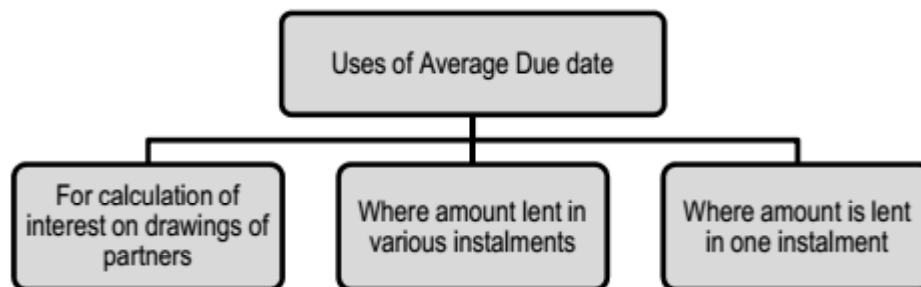 Uses of Average Due date
For calculation of
interest on drawings of
partners
Where amount lent in
various instalments
Where amount is lent
in one instalment